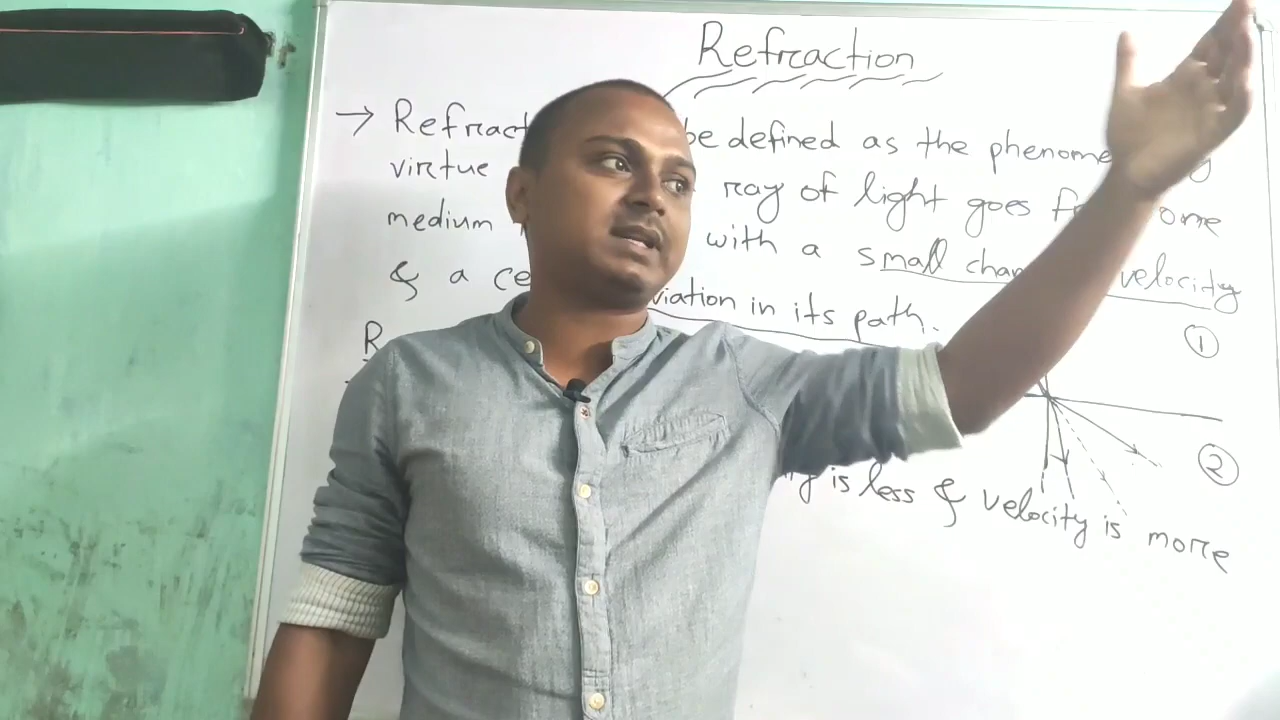 Refraction
→ Refract be defined as the phenome
virtue ray of light goes ome
medium with a small chan velocity
& a ce viation in its path.
R
①
②
is less & velocity is more